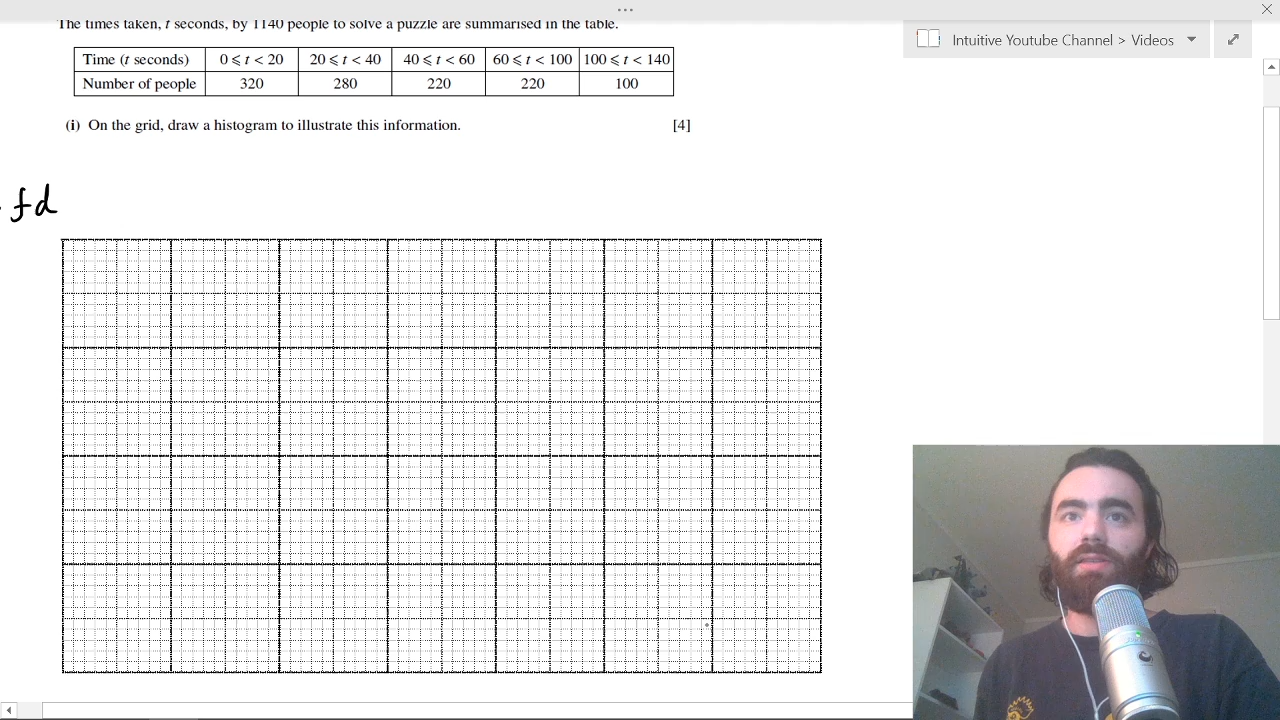 The times taken, t seconds, by 1140 people to solve a puzzle are summarised in the table.
Intuitive Youtube Channel > Videos
Time (t seconds) 0 ⩽ t < 20 20 ⩽ t < 40 40 ⩽ t < 60 60 ⩽ t < 100 100 ⩽ t < 140
Number of people 320 280 220 220 100
(i) On the grid, draw a histogram to illustrate this information. [4]
fd